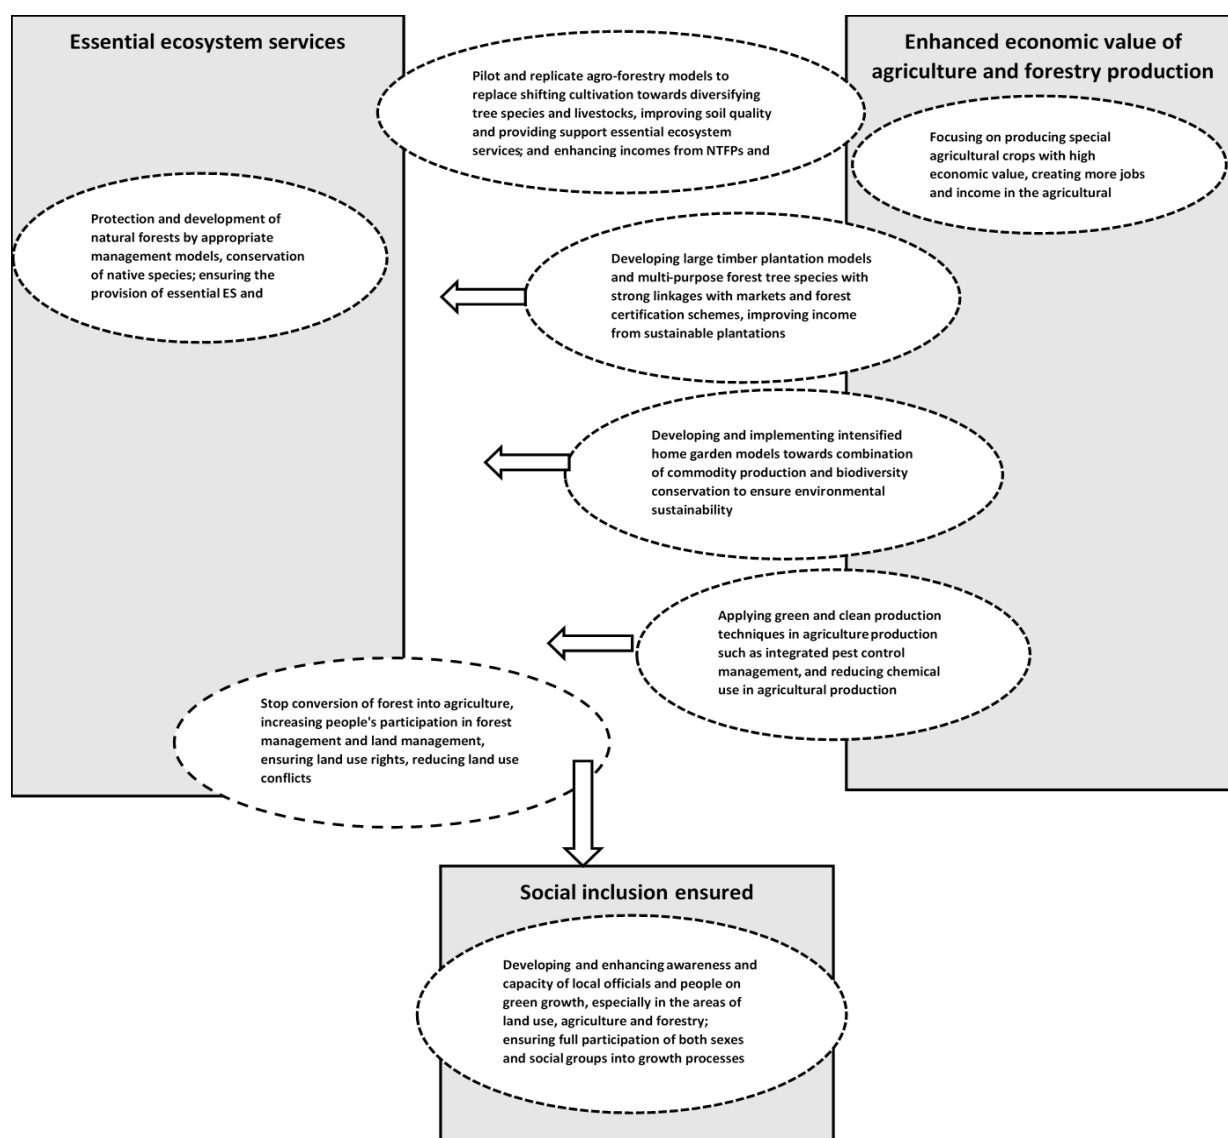 Essential ecosystem services
Enhanced economic value of
agriculture and forestry production
Pilot and replicate agro-forestry models to
replace shifting cultivation towards diversifying
tree species and livestocks, improving soil quality
and providing support essential ecosystem
services; and enhancing incomes from NTFPs and
Focusing on producing special
agricultural crops with high
economic value, creating more jobs
and income in the agricultural
Protection and development of
natural forests by appropriate
management models, conservation
of native species; ensuring the
provision of essential ES and
Developing large timber plantation models
and multi-purpose forest tree species with
strong linkages with markets and forest
certification schemes, improving income
from sustainable plantations
Developing and implementing intensified
home garden models towards combination
of commodity production and biodiversity
conservation to ensure environmental
sustainability
Applying green and clean production
techniques in agriculture production
such as integrated pest control
management, and reducing chemical
use in agricultural production
Stop conversion of forest into agriculture,
increasing people's participation in forest
management and land management,
ensuring land use rights, reducing land use
conflicts
Social inclusion ensured
Developing and enhancing awareness and
capacity of local officials and people on
green growth, especially in the areas of
land use, agriculture and forestry;
ensuring full participation of both sexes
and social groups into growth processes